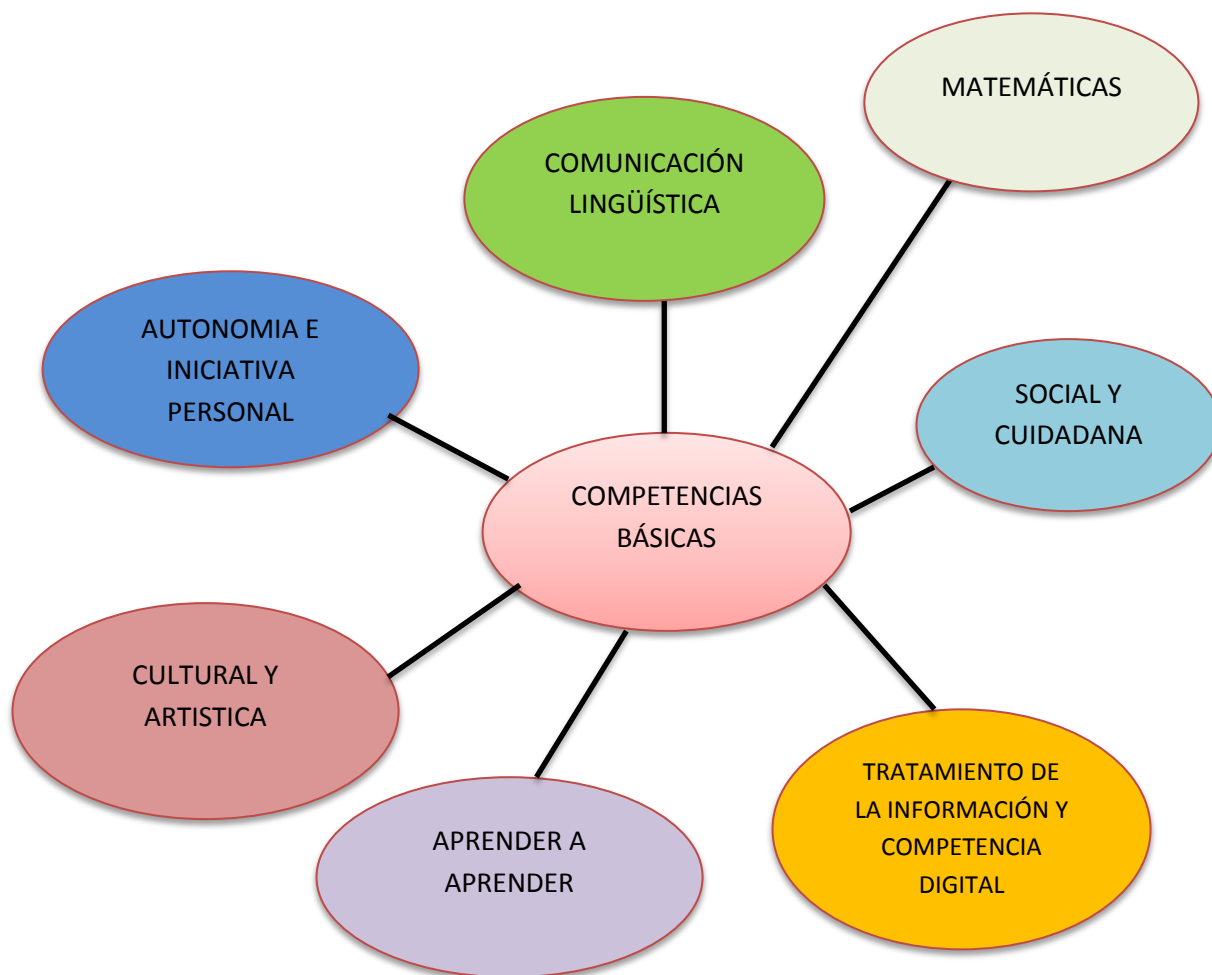 MATEMÁTICAS
COMUNICACIÓN
LINGÜÍSTICA
AUTONOMIA E
INICIATIVA
PERSONAL
SOCIAL Y
CUIDADANA
COMPETENCIAS
BÁSICAS
CULTURAL Y
ARTISTICA
TRATAMIENTO DE
LA INFORMACIÓN Y
COMPETENCIA
DIGITAL
APRENDER A
APRENDER